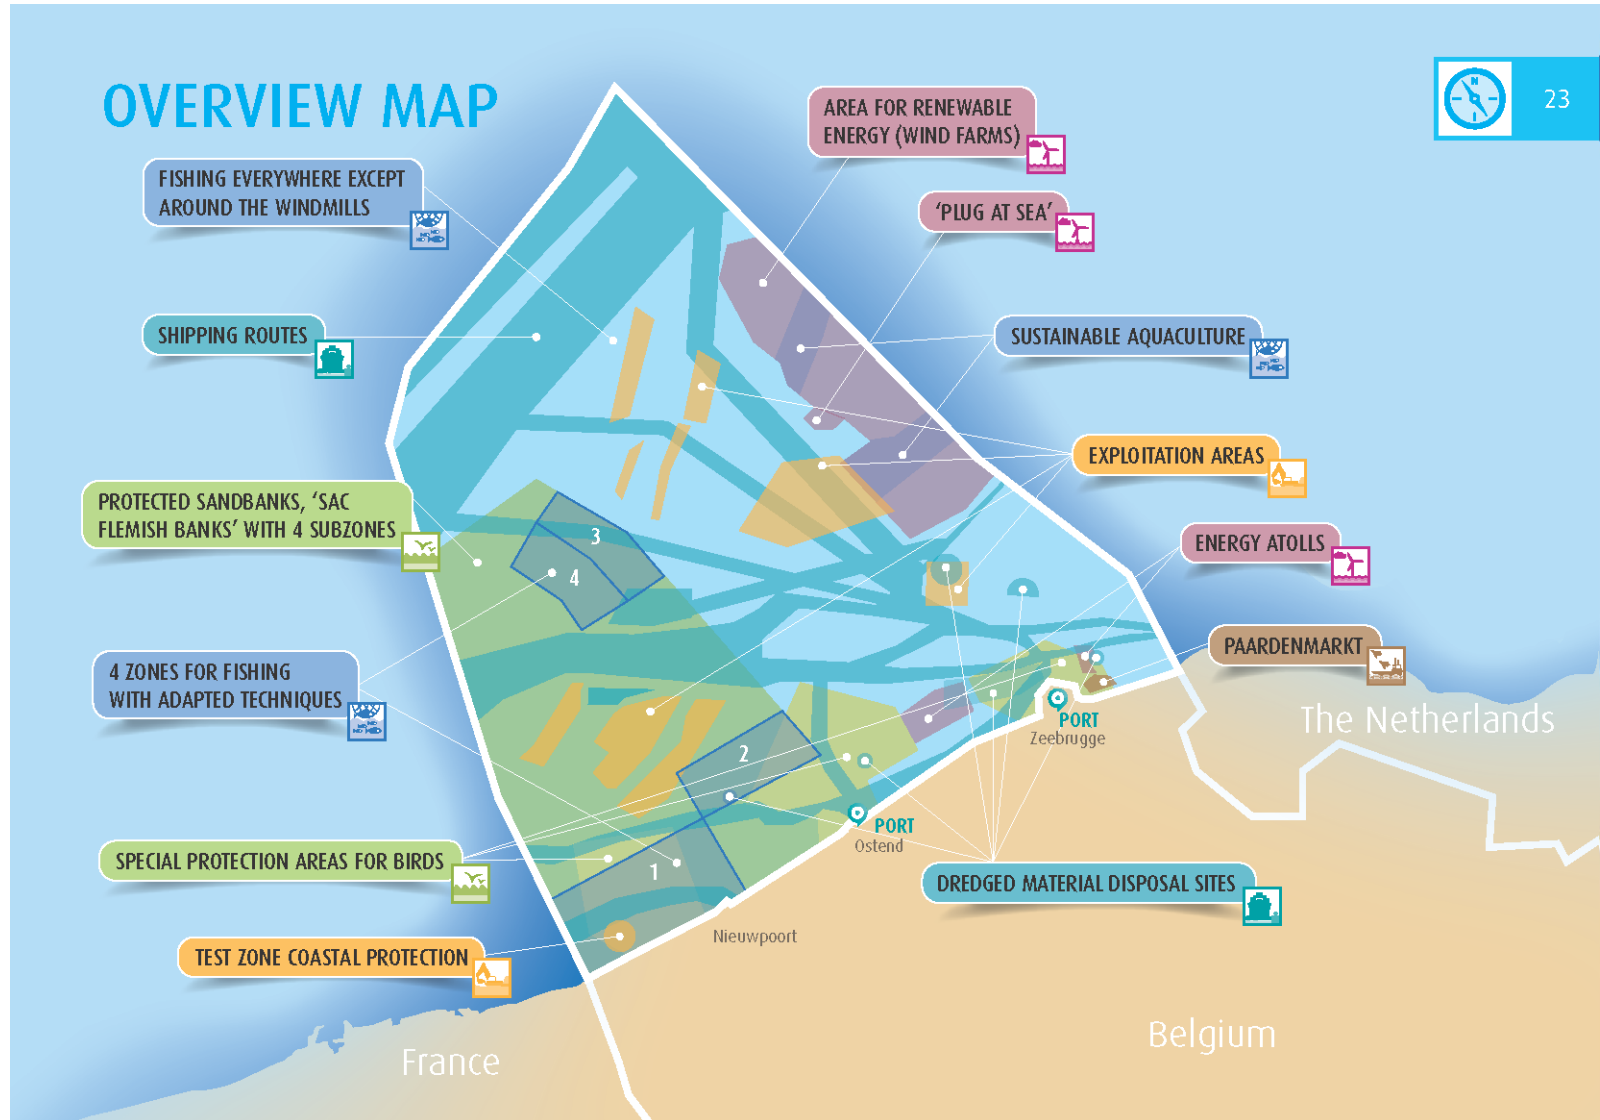 OVERVIEW MAP
23
AREA FOR RENEWABLE
ENERGY (WIND FARMS)
FISHING EVERYWHERE EXCEPT
AROUND THE WINDMILLS
‘PLUG AT SEA’
SHIPPING ROUTES
SUSTAINABLE AQUACULTURE
EXPLOITATION AREAS
PROTECTED SANDBANKS, ‘SAC
FLEMISH BANKS’ WITH 4 SUBZONES
3
4
ENERGY ATOLLS
PAARDENMARKT
4 ZONES FOR FISHING
WITH ADAPTED TECHNIQUES
The Netherlands
PORT
Zeebrugge
2
PORT
Ostend
SPECIAL PROTECTION AREAS FOR BIRDS
1
DREDGED MATERIAL DISPOSAL SITES
Nieuwpoort
TEST ZONE COASTAL PROTECTION
Belgium
France
N